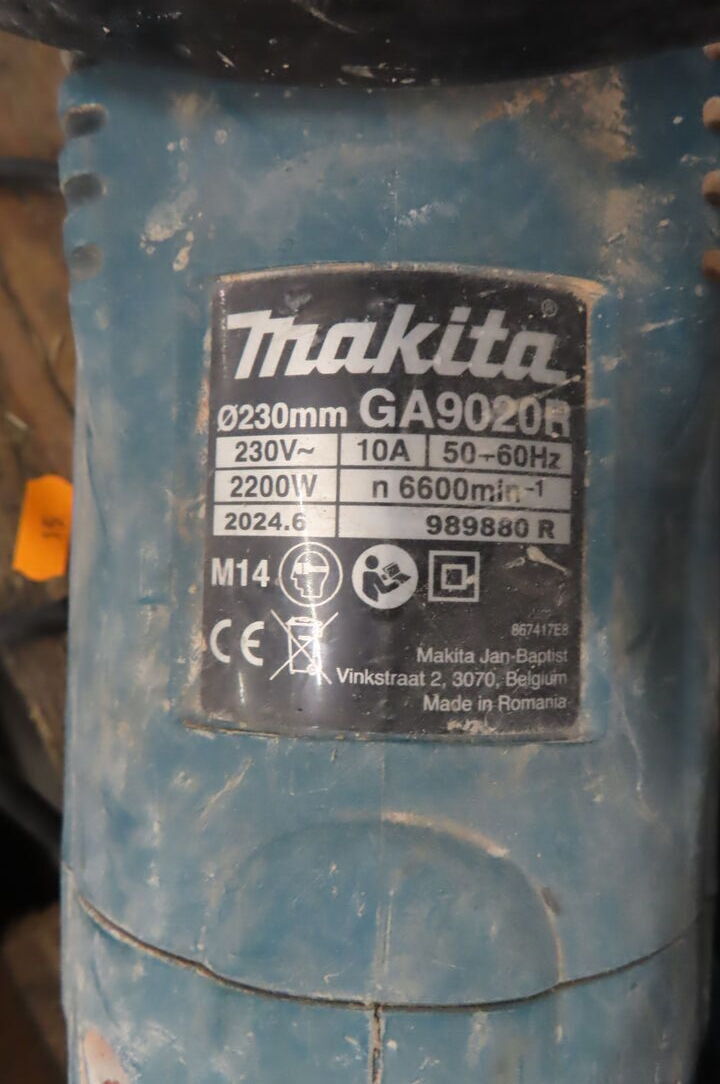 Makita®
Ø230mm GA9020R
230V~ 10A 50-60Hz
2200W n 6600min-1
2024.6 989880 R
M14
CE
867417E8
Makita Jan-Baptist
Vinkstraat 2, 3070, Belgium
Made in Romania